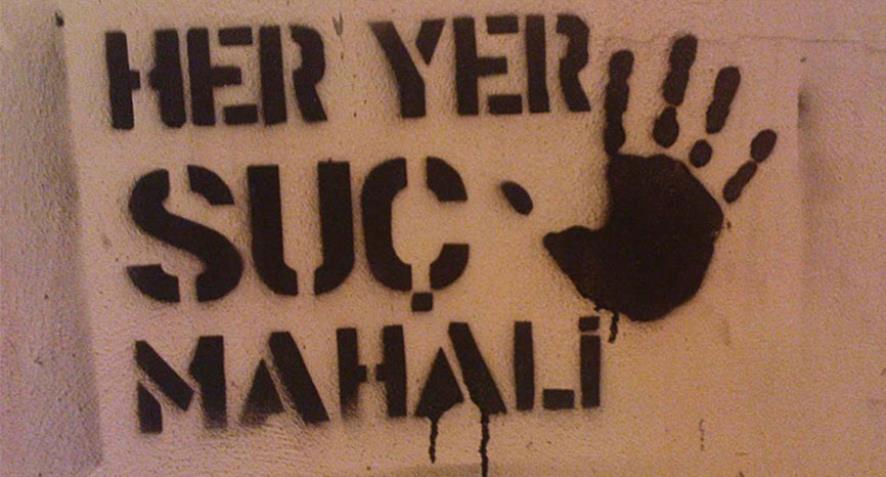 HER YER
SUÇ
MAHALi